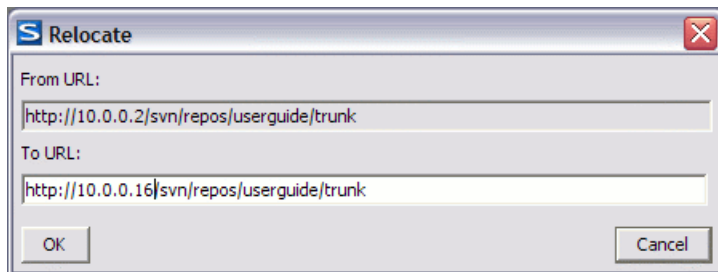 S Relocate
From URL:
http://10.0.0.2/svn/repos/userguide/trunk
To URL:
http://10.0.0.16/svn/repos/userguide/trunk
OK Cancel